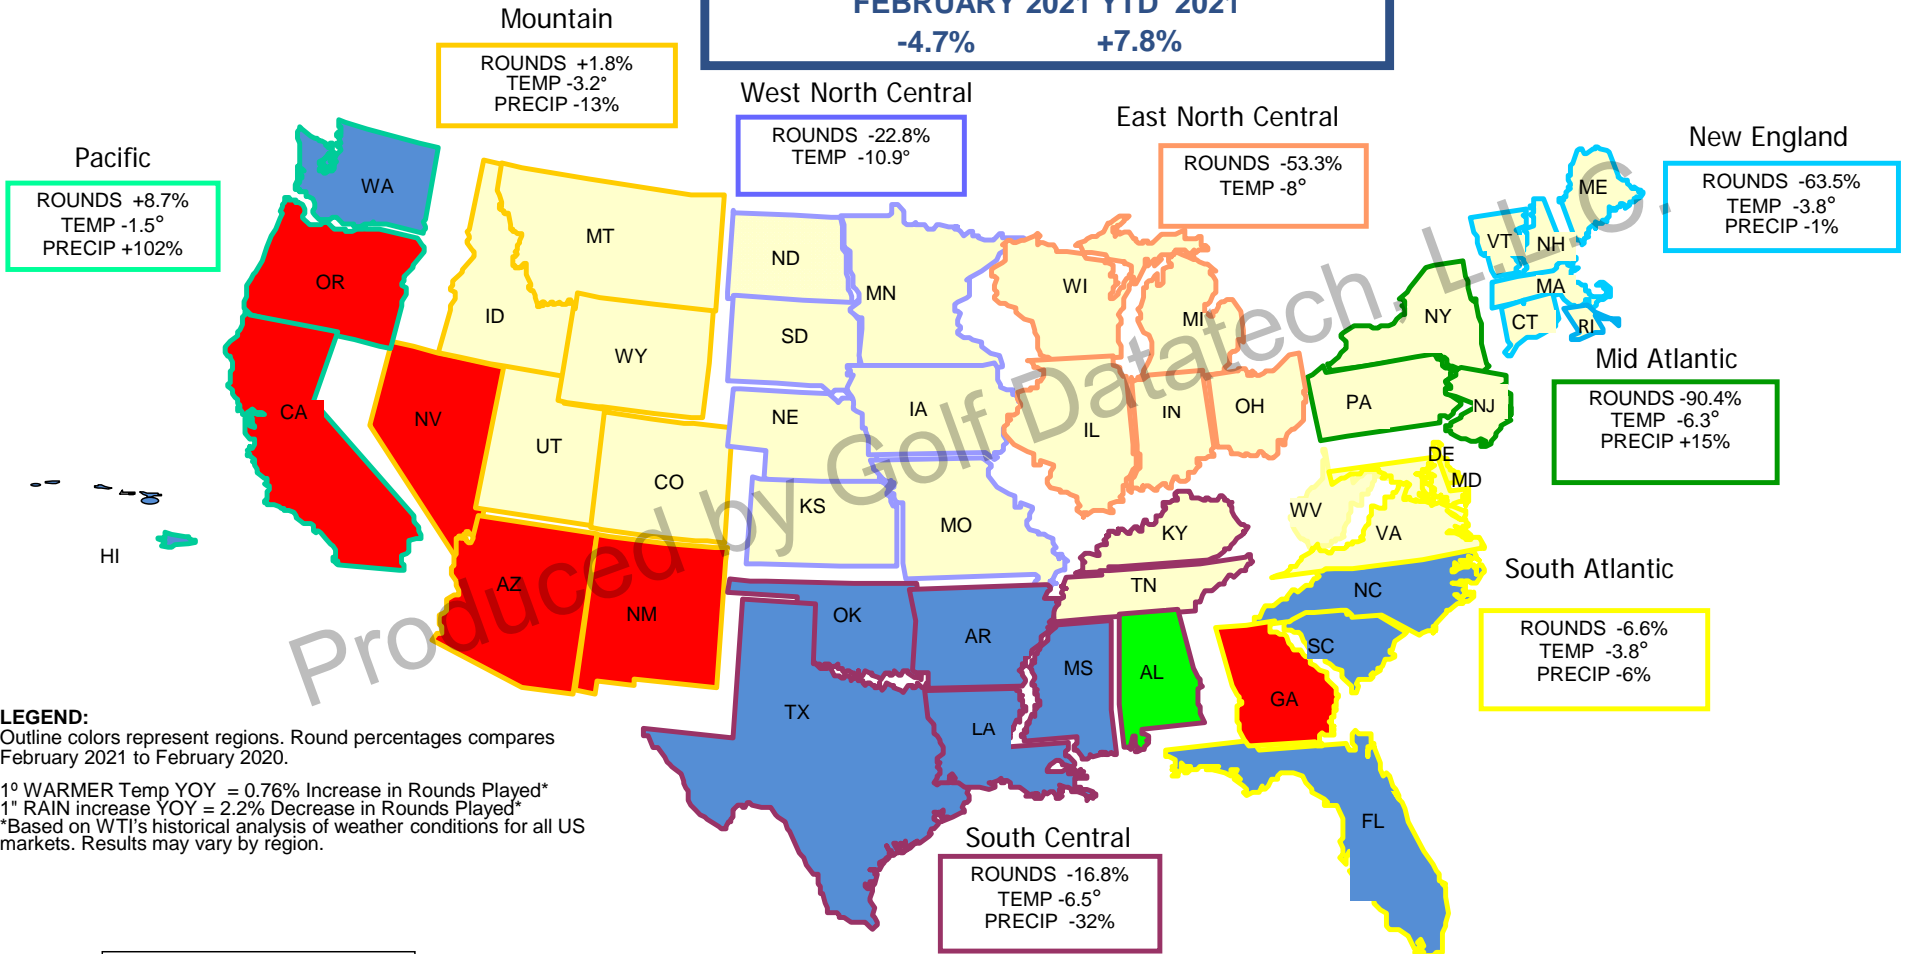 FEBRUARY 2021 YTD 2021
-4.7% +7.8%
Mountain
ROUNDS +1.8%
TEMP -3.2°
PRECIP -13%
West North Central
ROUNDS -22.8%
TEMP -10.9°
East North Central
ROUNDS -53.3%
TEMP -8°
New England
ROUNDS -63.5%
TEMP -3.8°
PRECIP -1%
Pacific
ROUNDS +8.7%
TEMP -1.5°
PRECIP +102%
Mid Atlantic
ROUNDS -90.4%
TEMP -6.3°
PRECIP +15%
South Atlantic
ROUNDS -6.6%
TEMP -3.8°
PRECIP -6%
South Central
ROUNDS -16.8%
TEMP -6.5°
PRECIP -32%
WA
OR
CA
NV
ID
MT
WY
UT
CO
AZ
NM
HI
ND
SD
NE
KS
MN
IA
MO
WI
MI
IL
IN
OH
NY
PA
NJ
VT
NH
ME
MA
CT
RI
DE
MD
WV
VA
NC
SC
GA
FL
KY
TN
OK
AR
TX
LA
MS
AL
Produced by Golf Datatech, L.L.C.
LEGEND:
Outline colors represent regions. Round percentages compares
February 2021 to February 2020.
1º WARMER Temp YOY = 0.76% Increase in Rounds Played*
1" RAIN increase YOY = 2.2% Decrease in Rounds Played*
*Based on WTI's historical analysis of weather conditions for all US
markets. Results may vary by region.